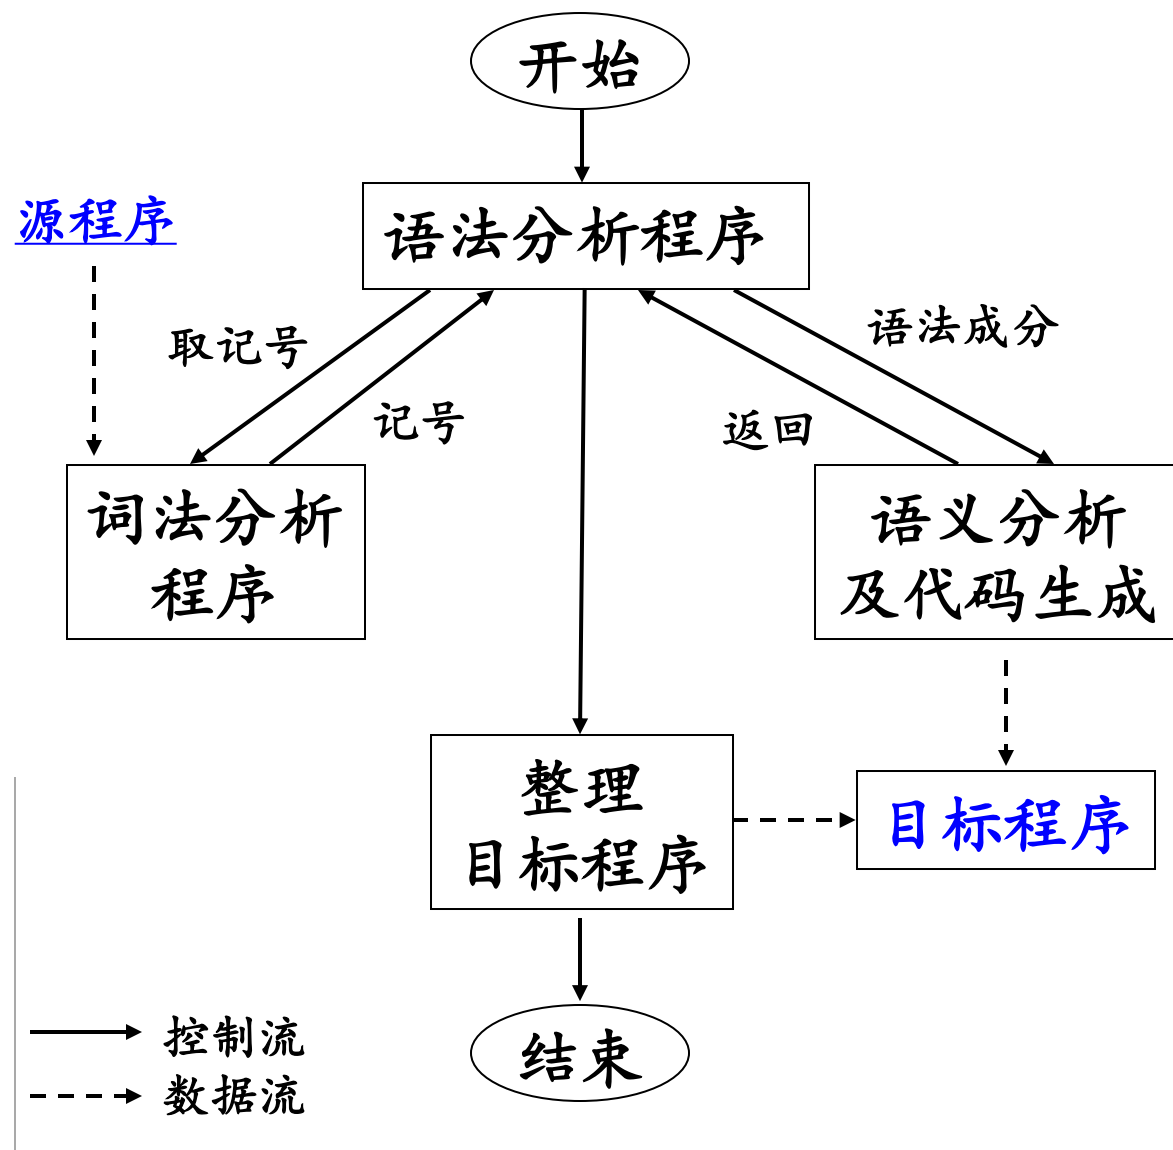 开始
源程序
语法分析程序
取记号
语法成分
记号
返回
词法分析
程序
语义分析
及代码生成
整理
目标程序
目标程序
结束
控制流
数据流